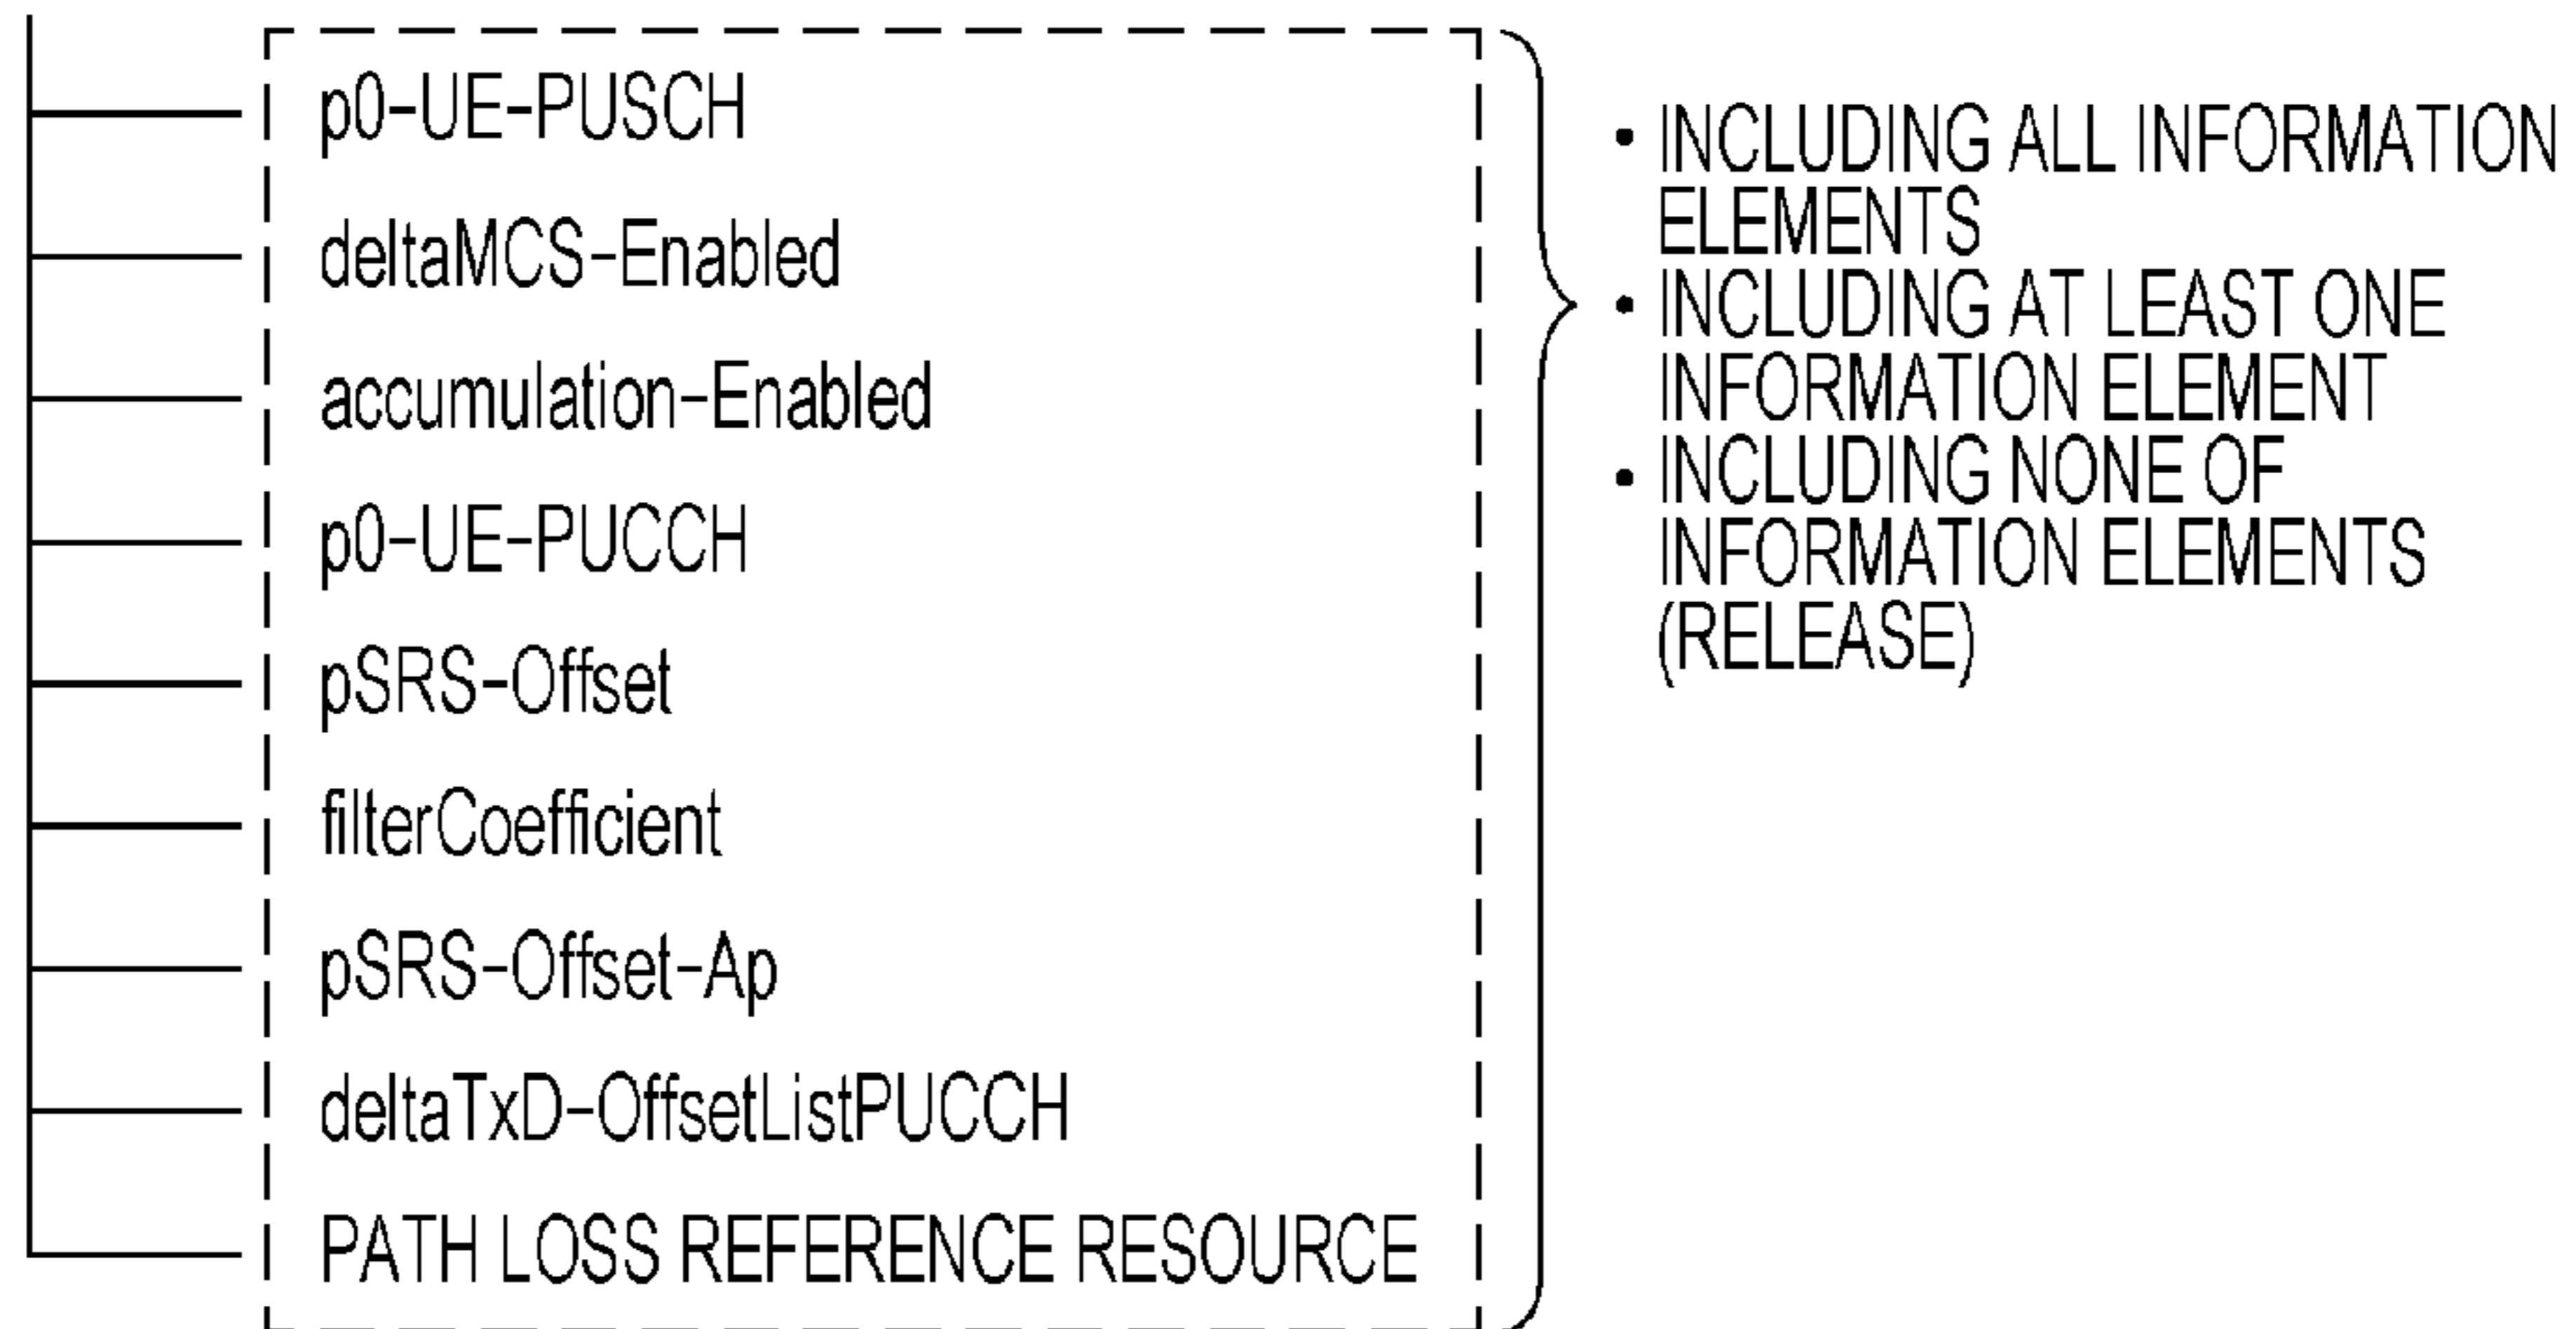 p0-UE-PUSCH
deltaMCS-Enabled
accumulation-Enabled
p0-UE-PUCCH
pSRS-Offset
filterCoefficient
pSRS-Offset-Ap
deltaTxD-OffsetListPUCCH
PATH LOSS REFERENCE RESOURCE
• INCLUDING ALL INFORMATION
ELEMENTS
• INCLUDING AT LEAST ONE
INFORMATION ELEMENT
• INCLUDING NONE OF
INFORMATION ELEMENTS
(RELEASE)